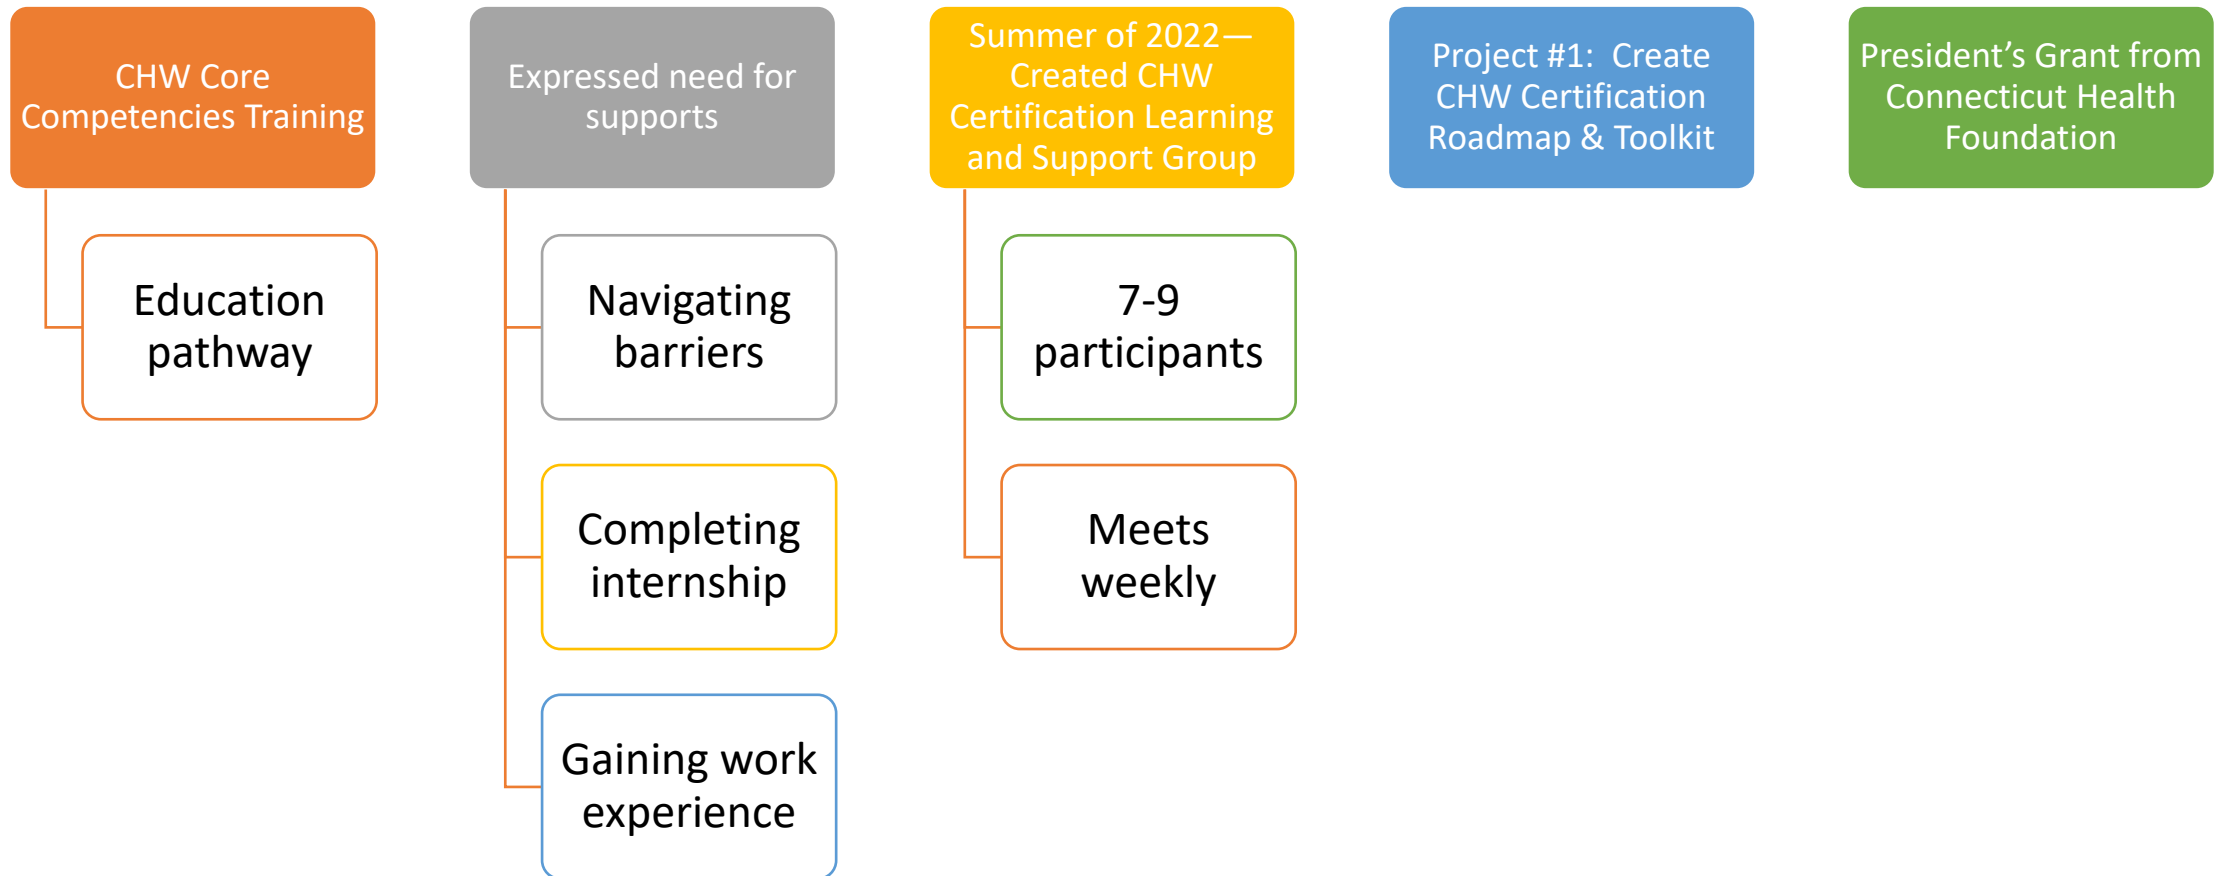 CHW Core
Competencies Training
Education
pathway
Expressed need for
supports
Navigating
barriers
Completing
internship
Gaining work
experience
Summer of 2022—
Created CHW
Certification Learning
and Support Group
7-9
participants
Meets
weekly
Project #1:  Create
CHW Certification
Roadmap & Toolkit
President’s Grant from
Connecticut Health
Foundation